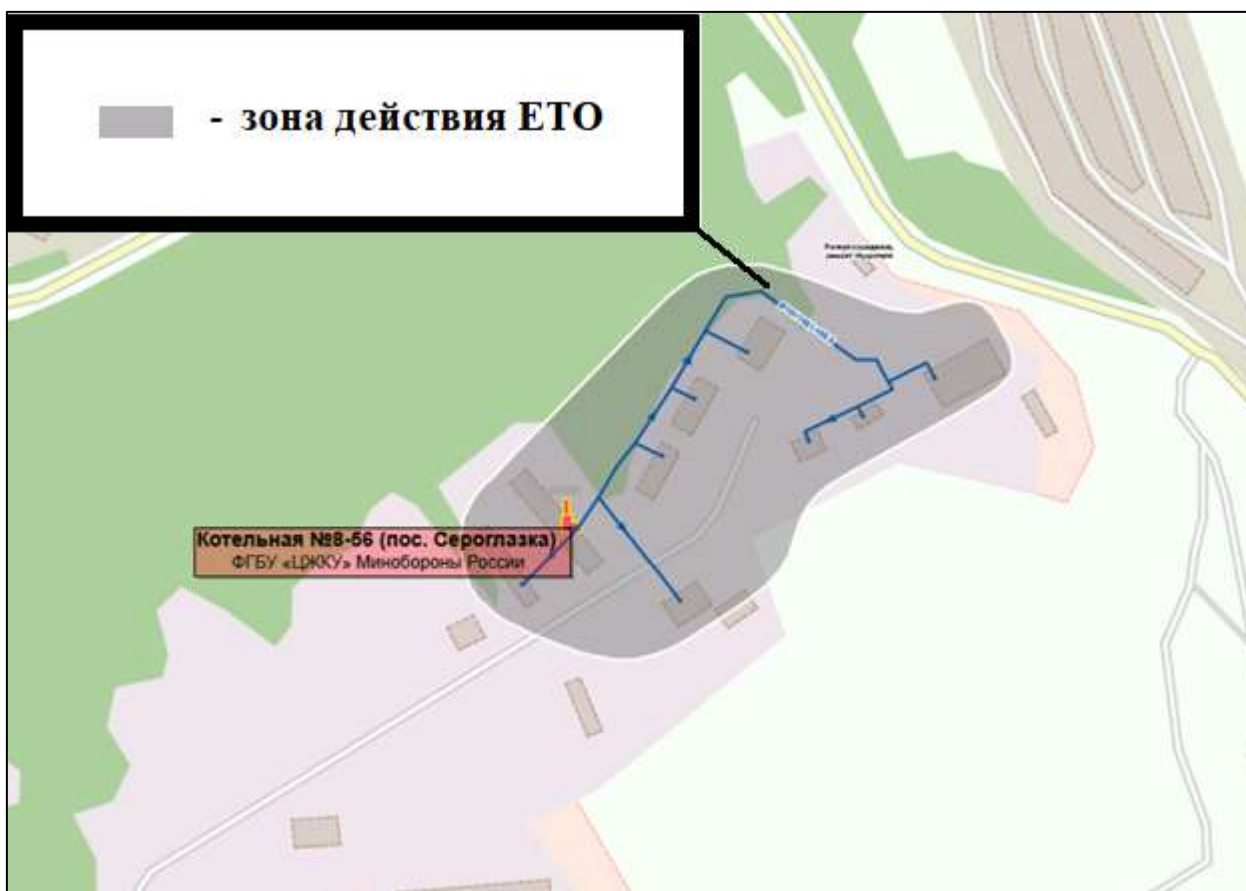 - зона действия ЕТО
Котельная №8-56 (пос. Сероглазка)
ФГБУ «ЦЖКУ» Минобороны России